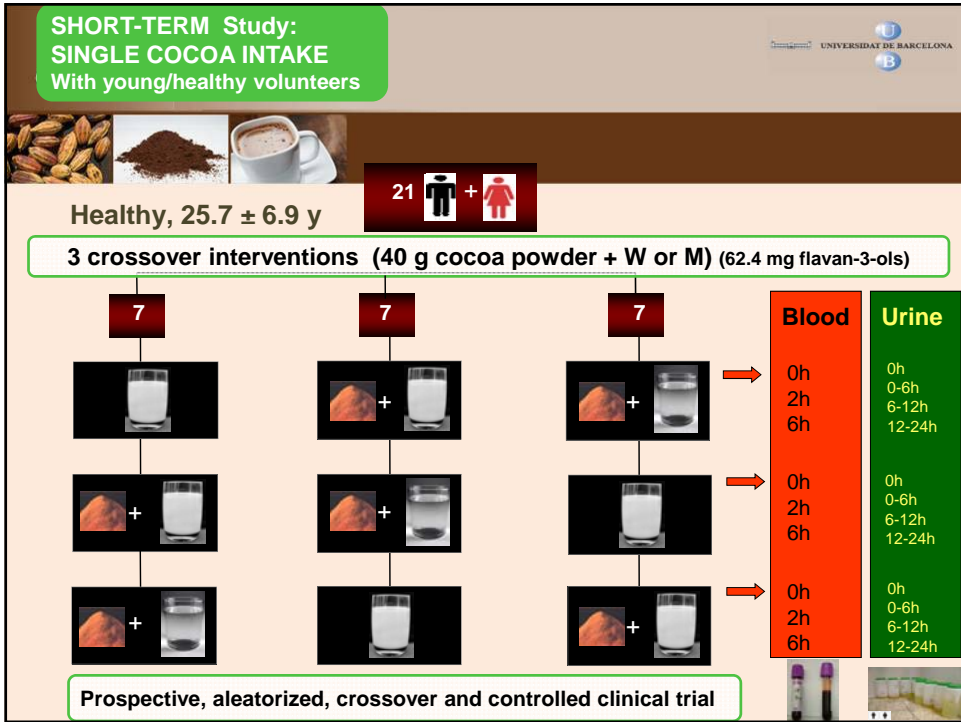 SHORT-TERM Study:
SINGLE COCOA INTAKE
With young/healthy volunteers
UNIVERSIDAT DE BARCELONA
U
B
21 +
Healthy, 25.7 ± 6.9 y
3 crossover interventions (40 g cocoa powder + W or M) (62.4 mg flavan-3-ols)
7
7
7
Blood
Urine
+
+
0h
2h
6h
0h
0-6h
6-12h
12-24h
+
+
0h
2h
6h
0h
0-6h
6-12h
12-24h
+
+
0h
2h
6h
0h
0-6h
6-12h
12-24h
Prospective, aleatorized, crossover and controlled clinical trial